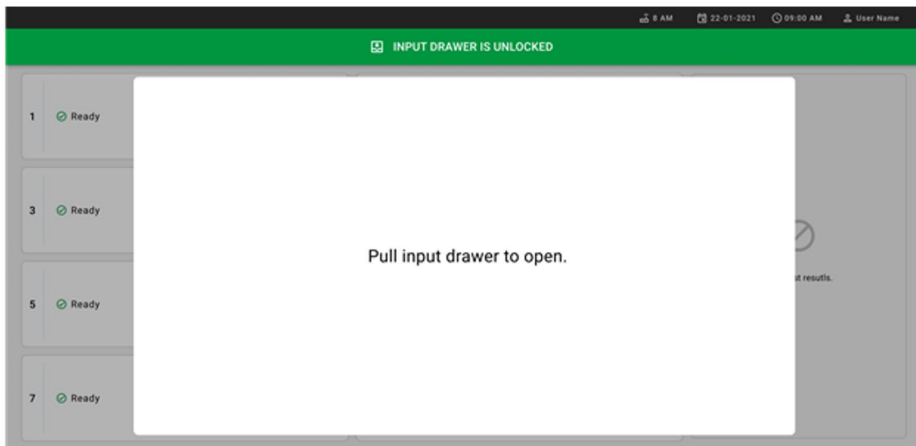 8 AM 22-01-2021 09:00 AM User Name
INPUT DRAWER IS UNLOCKED
1 Ready
3 Ready
Pull input drawer to open.
resutls.
5 Ready
7 Ready